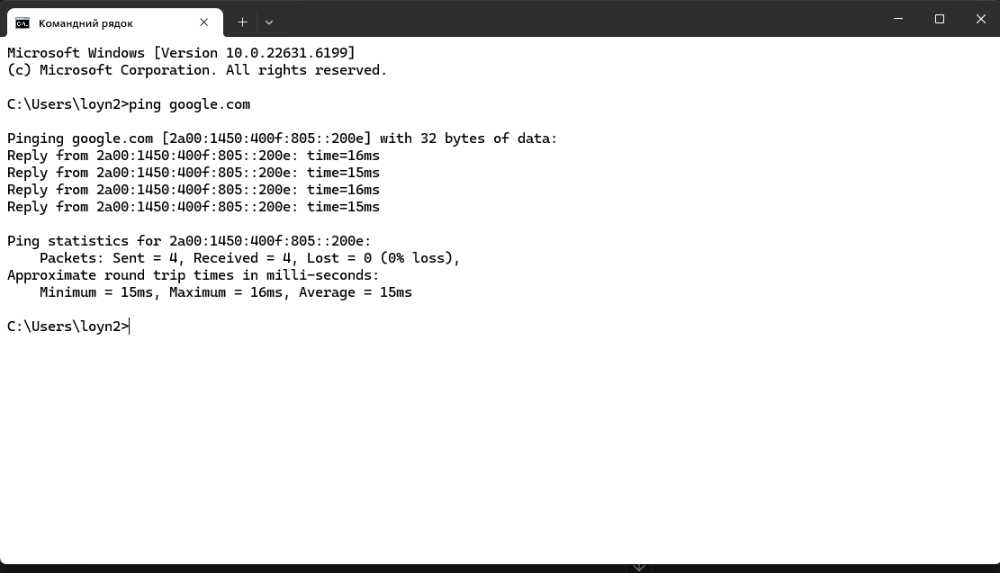 Командний рядок
Microsoft Windows [Version 10.0.22631.6199]
(c) Microsoft Corporation. All rights reserved.
C:\Users\loyn2>ping google.com
Pinging google.com [2a00:1450:400f:805::200e] with 32 bytes of data:
Reply from 2a00:1450:400f:805::200e: time=16ms
Reply from 2a00:1450:400f:805::200e: time=15ms
Reply from 2a00:1450:400f:805::200e: time=16ms
Reply from 2a00:1450:400f:805::200e: time=15ms
Ping statistics for 2a00:1450:400f:805::200e:
    Packets: Sent = 4, Received = 4, Lost = 0 (0% loss),
Approximate round trip times in milli-seconds:
    Minimum = 15ms, Maximum = 16ms, Average = 15ms
C:\Users\loyn2>